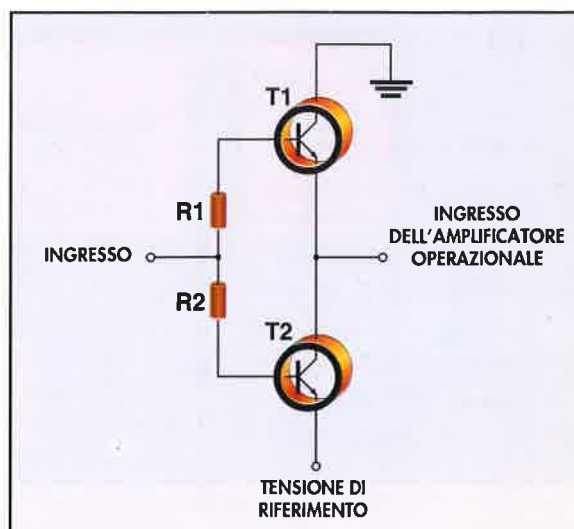 T1
R1
INGRESSO
INGRESSO
DELL'AMPLIFICATORE
OPERAZIONALE
R2
T2
TENSIONE DI
RIFERIMENTO